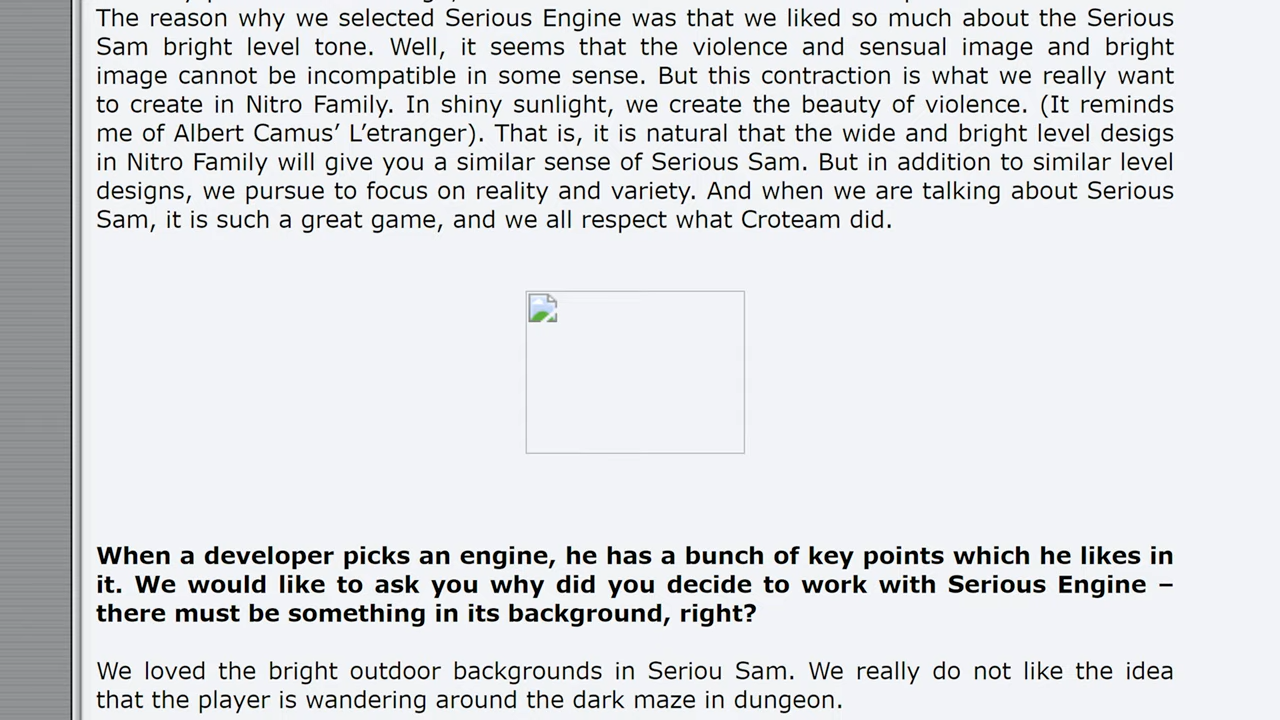 The reason why we selected Serious Engine was that we liked so much about the Serious
Sam bright level tone. Well, it seems that the violence and sensual image and bright
image cannot be incompatible in some sense. But this contraction is what we really want
to create in Nitro Family. In shiny sunlight, we create the beauty of violence. (It reminds
me of Albert Camus’ L’etranger). That is, it is natural that the wide and bright level desigs
in Nitro Family will give you a similar sense of Serious Sam. But in addition to similar level
designs, we pursue to focus on reality and variety. And when we are talking about Serious
Sam, it is such a great game, and we all respect what Croteam did.
When a developer picks an engine, he has a bunch of key points which he likes in
it. We would like to ask you why did you decide to work with Serious Engine –
there must be something in its background, right?
We loved the bright outdoor backgrounds in Seriou Sam. We really do not like the idea
that the player is wandering around the dark maze in dungeon.